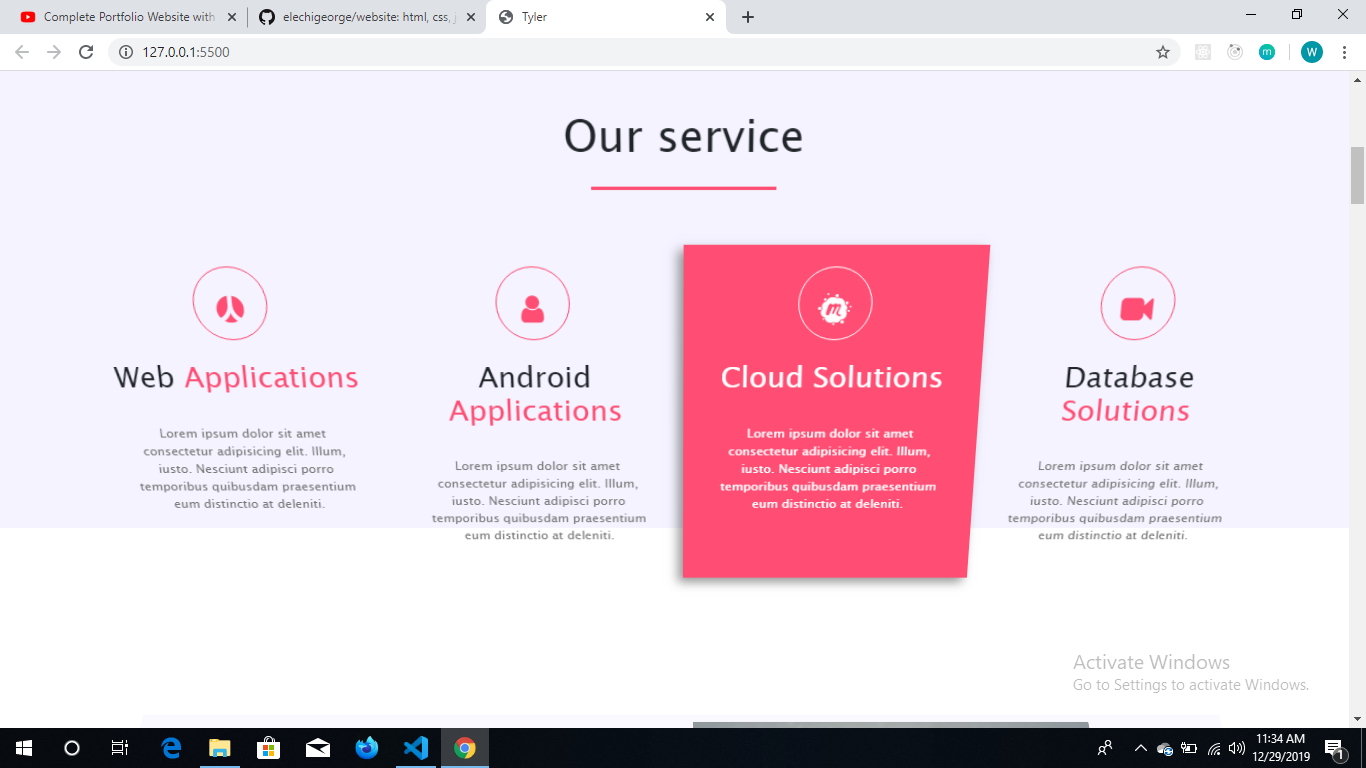 Complete Portfolio Website with
elechigeorge/website: html, css, j
Tyler
127.0.0.1:5500
W
m
Our service
Web Applications
Lorem ipsum dolor sit amet
consectetur adipisicing elit. Illum,
iusto. Nesciunt adipisci porro
temporibus quibusdam praesentium
eum distinctio at deleniti.
Android
Applications
Lorem ipsum dolor sit amet
consectetur adipisicing elit. Illum,
iusto. Nesciunt adipisci porro
temporibus quibusdam praesentium
eum distinctio at deleniti.
m
Cloud Solutions
Lorem ipsum dolor sit amet
consectetur adipisicing elit. Illum,
iusto. Nesciunt adipisci porro
temporibus quibusdam praesentium
eum distinctio at deleniti.
Database
Solutions
Lorem ipsum dolor sit amet
consectetur adipisicing elit. Illum,
iusto. Nesciunt adipisci porro
temporibus quibusdam praesentium
eum distinctio at deleniti.
Activate Windows
Go to Settings to activate Windows.
11:34 AM
12/29/2019
1